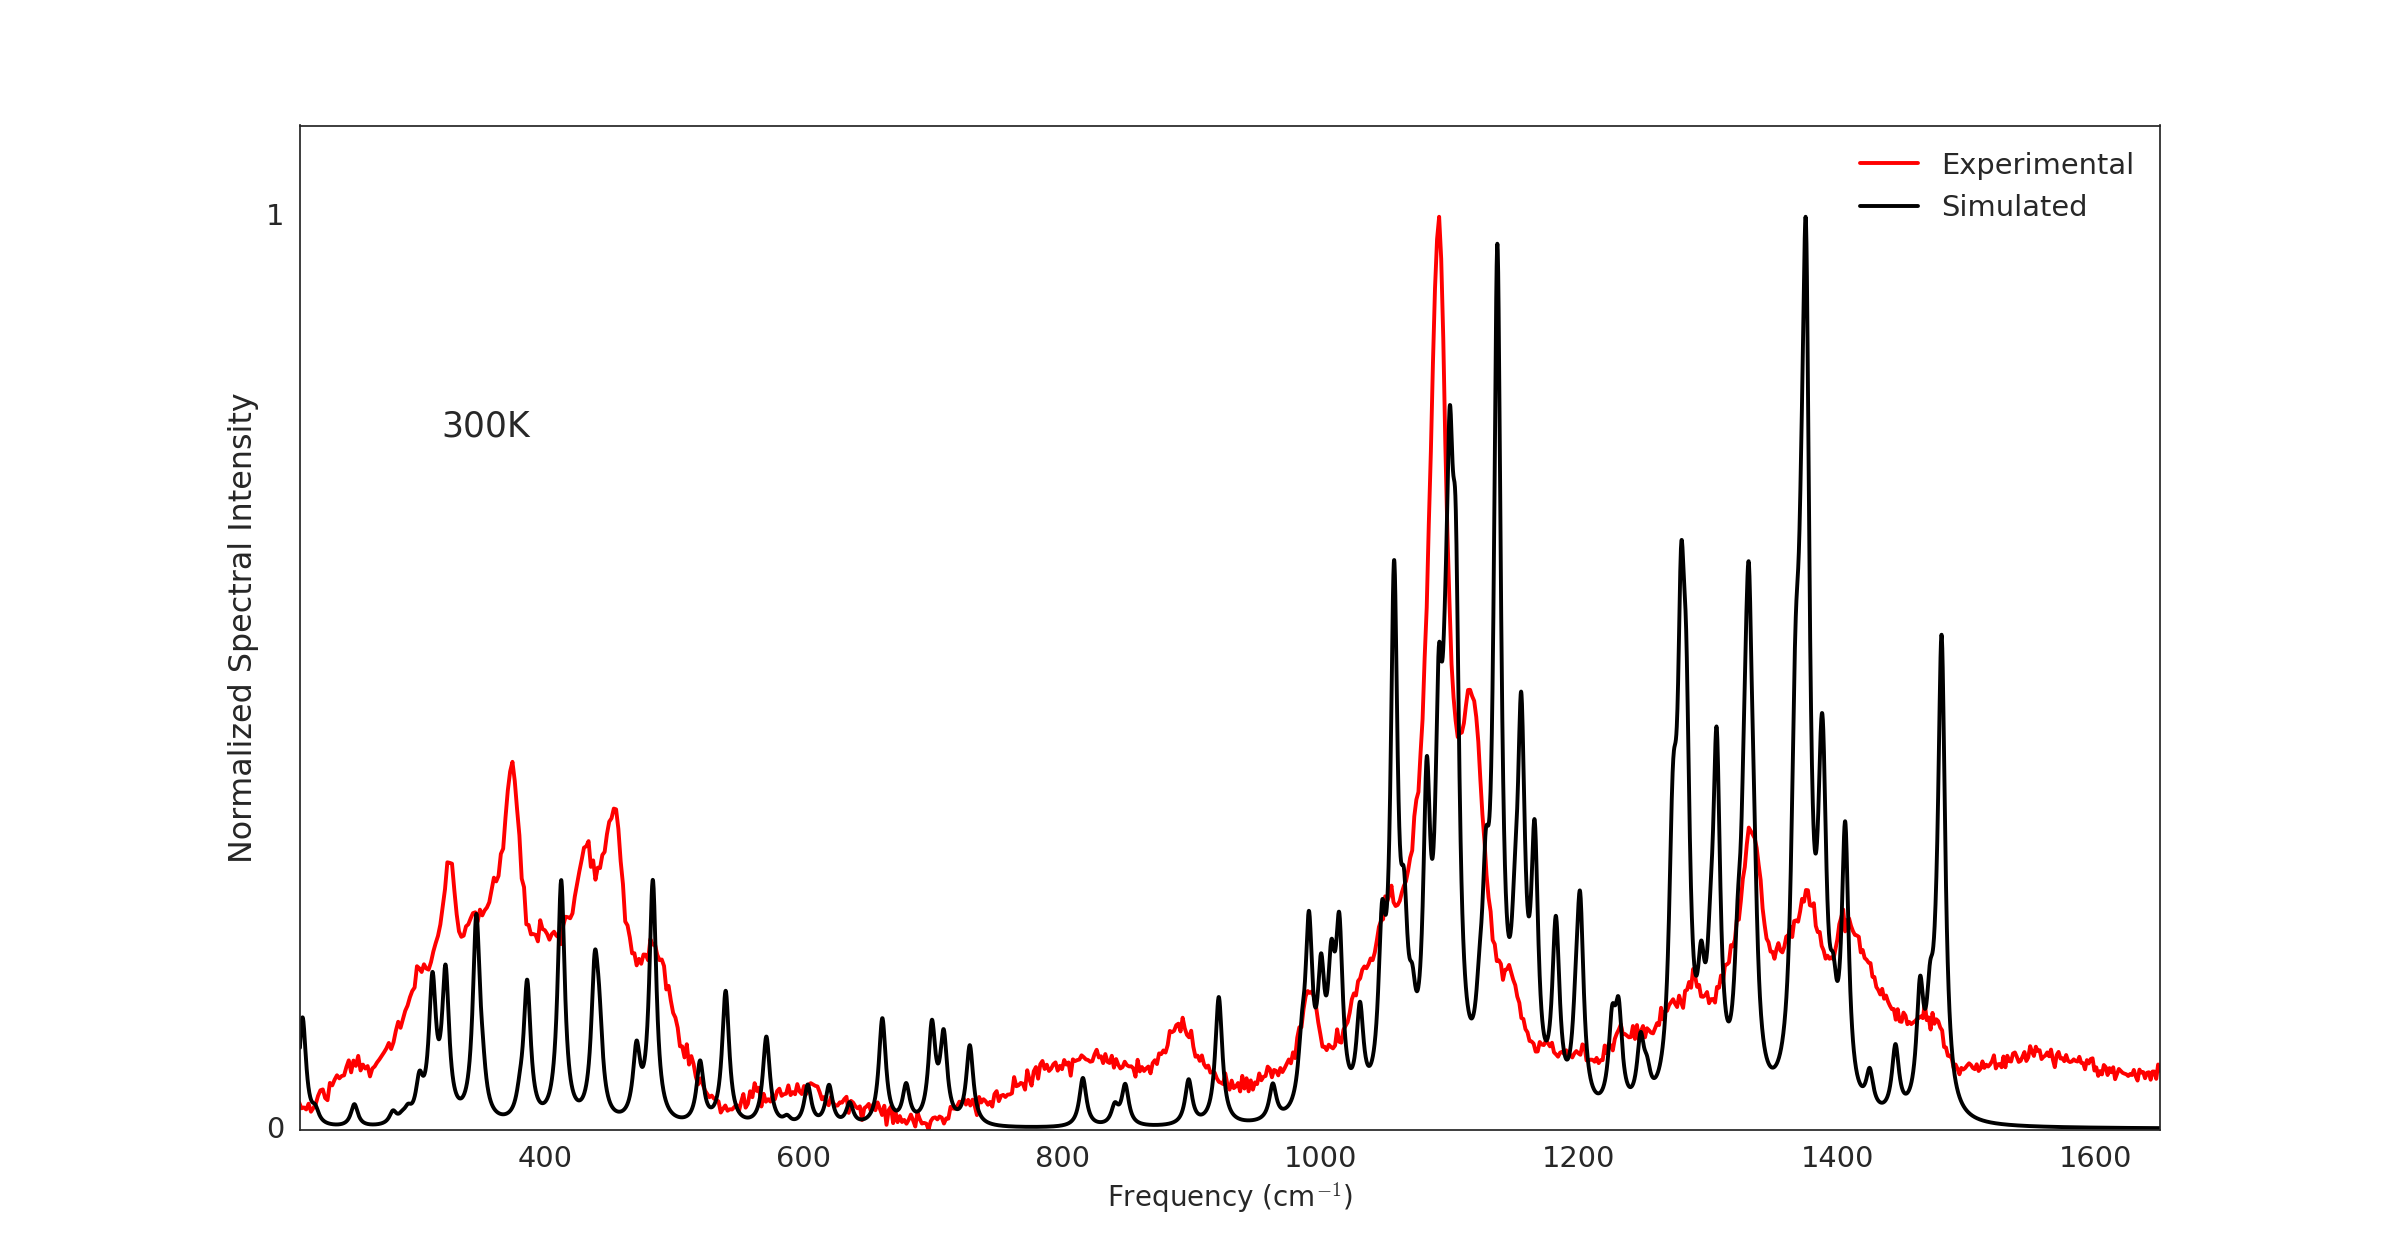 Experimental
Simulated
1
300K
Normalized Spectral Intensity
0
400 600 800 1000 1200 1400 1600
Frequency (cm⁻¹)